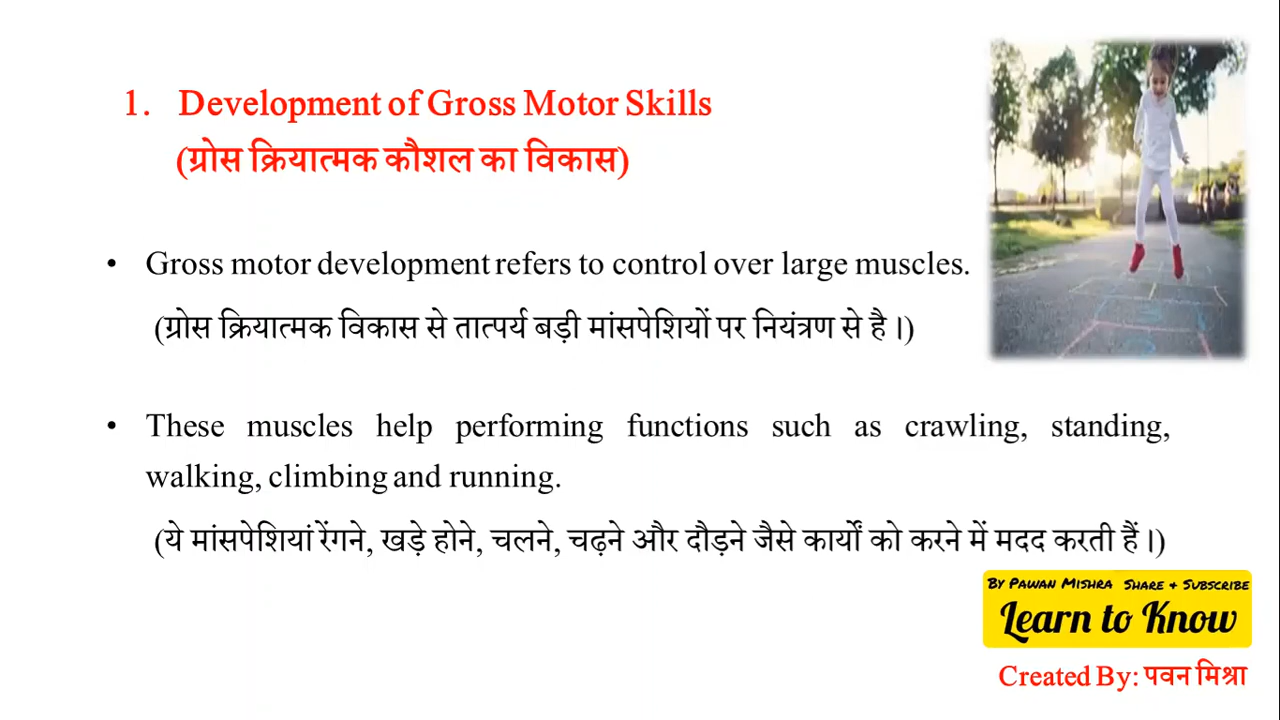 1. Development of Gross Motor Skills
(ग्रोस क्रियात्मक कौशल का विकास)
• Gross motor development refers to control over large muscles.
(ग्रोस क्रियात्मक विकास से तात्पर्य बड़ी मांसपेशियों पर नियंत्रण से है।)
• These muscles help performing functions such as crawling, standing,
walking, climbing and running.
(ये मांसपेशियां रेंगने, खड़े होने, चलने, चढ़ने और दौड़ने जैसे कार्यों को करने में मदद करती हैं।)
By Pawan Mishra Share & Subscribe
Learn to Know
Created By: पवन मिश्रा